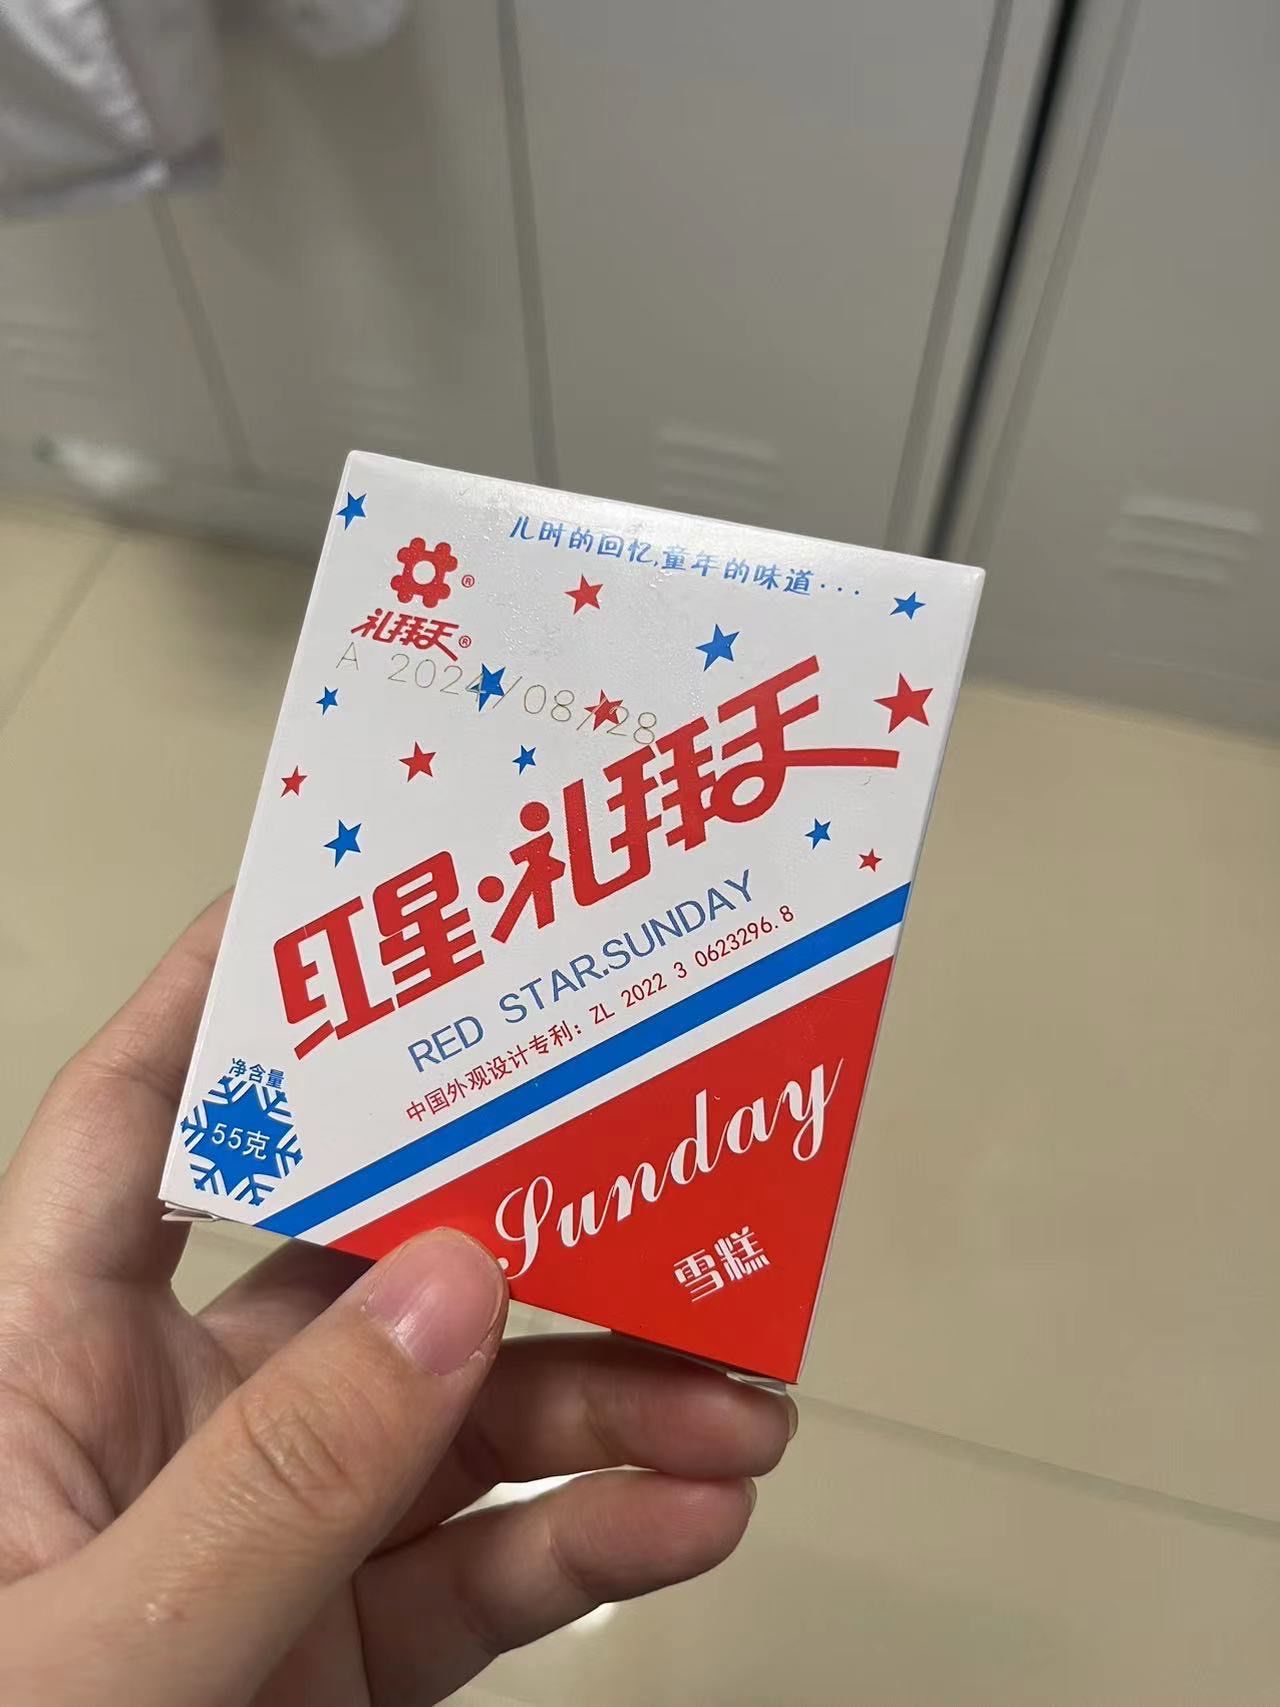 儿时的回忆,童年的味道...
®
礼拜天®
A 2024/08/28
红星·礼拜天
RED STAR.SUNDAY
中国外观设计专利：ZL 2022 3 0623296.8
净含量
55克
Sunday
雪糕